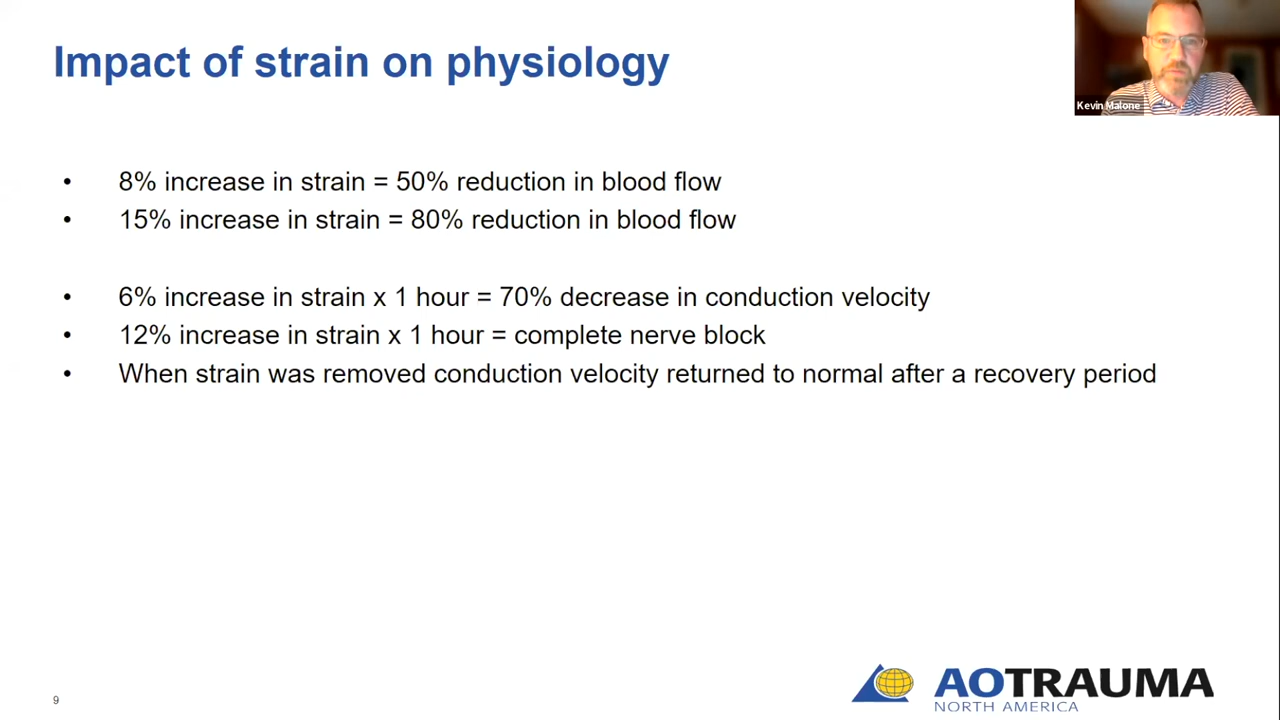 Impact of strain on physiology
Kevin Malone
• 8% increase in strain = 50% reduction in blood flow
• 15% increase in strain = 80% reduction in blood flow
• 6% increase in strain x 1 hour = 70% decrease in conduction velocity
• 12% increase in strain x 1 hour = complete nerve block
• When strain was removed conduction velocity returned to normal after a recovery period
9
AOTRAUMA
NORTH AMERICA